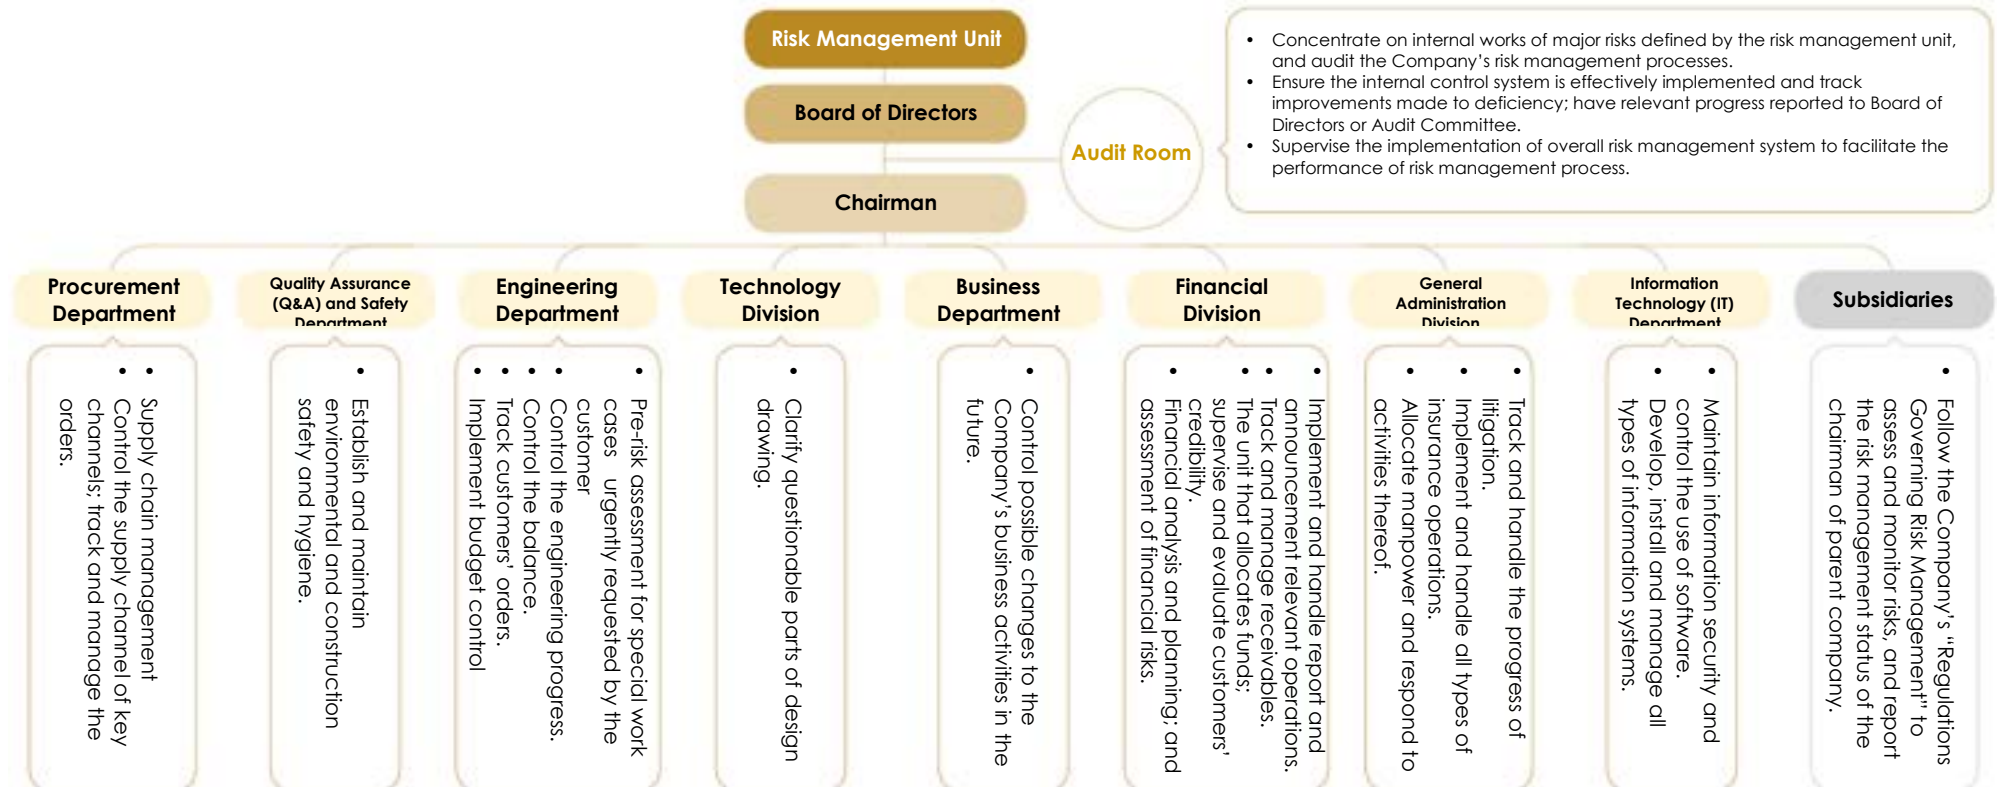 Risk Management Unit
Board of Directors
Audit Room
Chairman
• Concentrate on internal works of major risks defined by the risk management unit,
and audit the Company's risk management processes.
• Ensure the internal control system is effectively implemented and track
improvements made to deficiency; have relevant progress reported to Board of
Directors or Audit Committee.
• Supervise the implementation of overall risk management system to facilitate the
performance of risk management process.
Procurement
Department
• Supply chain management
• Control the supply channel of key
channels; track and manage the
orders.
Quality Assurance
(Q&A) and Safety
Department
• Establish and maintain
environmental and construction
safety and hygiene.
Engineering
Department
• Pre-risk assessment for special work
cases urgently requested by the
customer
• Control the engineering progress.
• Control the balance.
• Track customers' orders.
• Implement budget control
Technology
Division
• Clarify questionable parts of design
drawing.
Business
Department
• Control possible changes to the
Company's business activities in the
future.
Financial
Division
• Implement and handle report and
announcement relevant operations.
• Track and manage receivables.
• The unit that allocates funds;
supervise and evaluate customers'
credibility.
• Financial analysis and planning; and
assessment of financial risks.
General
Administration
Division
• Track and handle the progress of
litigation.
• Implement and handle all types of
insurance operations.
• Allocate manpower and respond to
activities thereof.
Information
Technology (IT)
Department
• Maintain information security and
control the use of software.
• Develop, install and manage all
types of information systems.
Subsidiaries
• Follow the Company's "Regulations
Governing Risk Management" to
assess and monitor risks, and report
the risk management status of the
chairman of parent company.